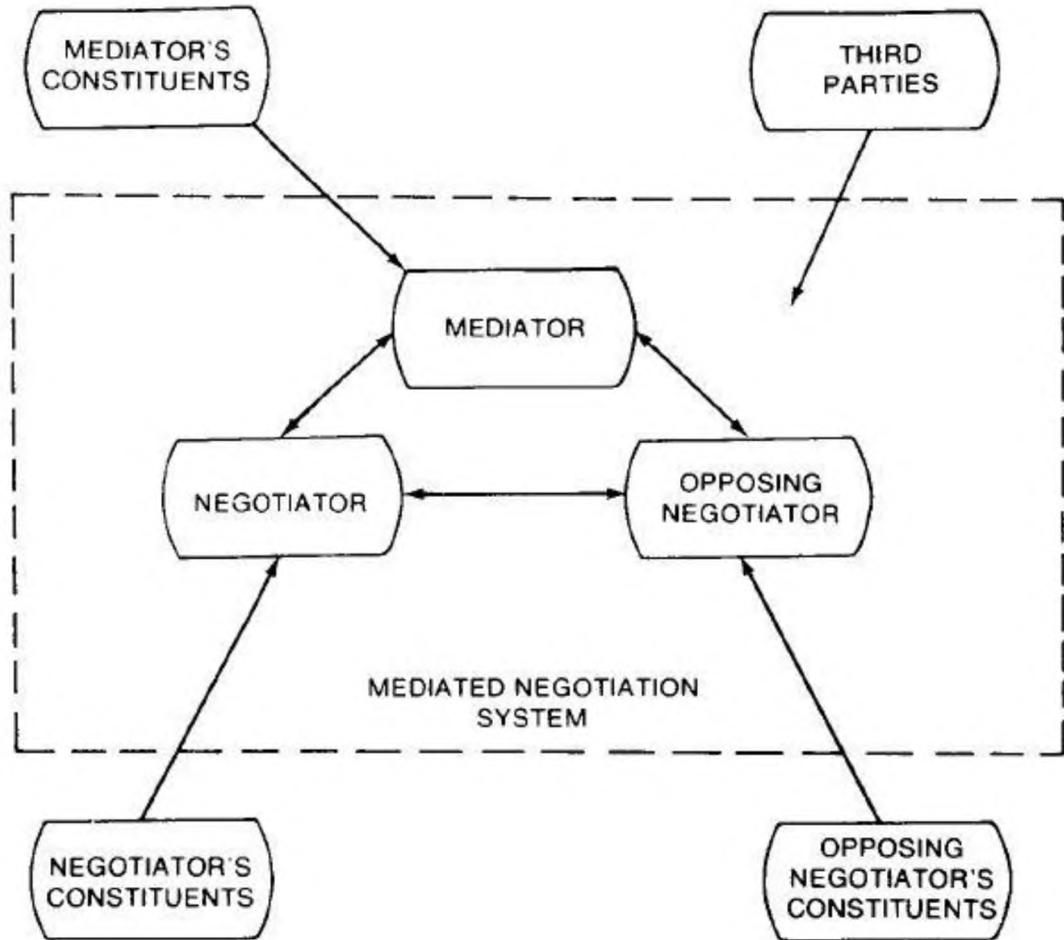 MEDIATOR'S
CONSTITUENTS
THIRD
PARTIES
MEDIATOR
NEGOTIATOR
OPPOSING
NEGOTIATOR
MEDIATED NEGOTIATION
SYSTEM
NEGOTIATOR'S
CONSTITUENTS
OPPOSING
NEGOTIATOR'S
CONSTITUENTS